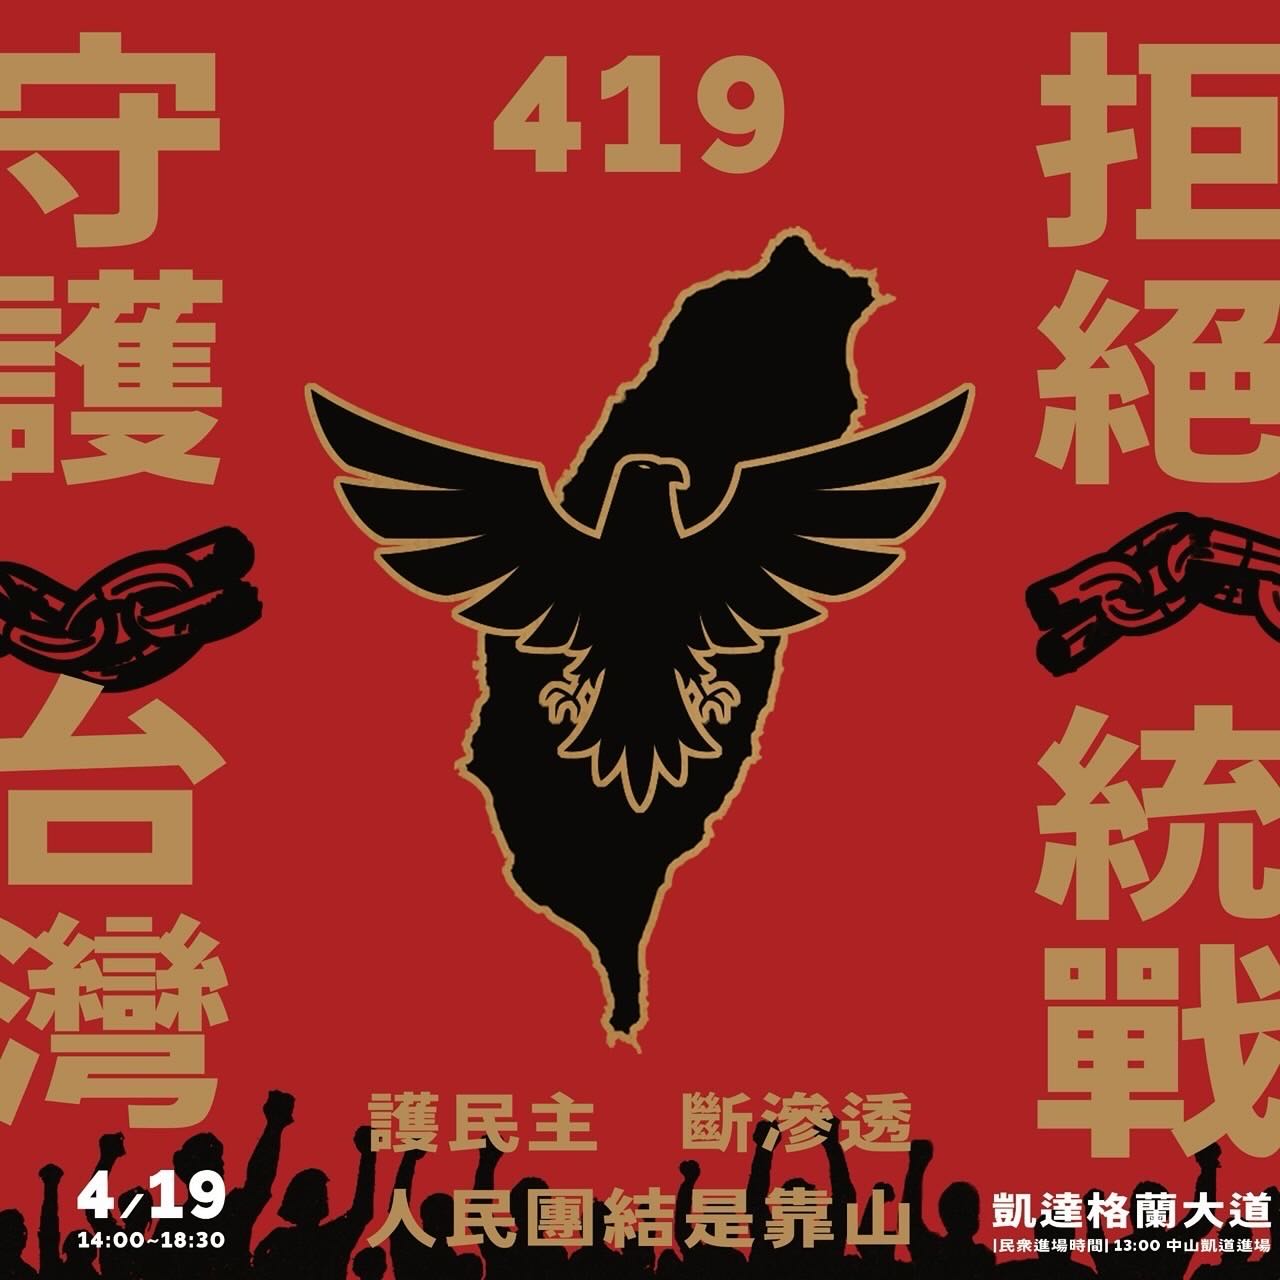 419
拒絕統戰
守護台灣
護民主 斷滲透
人民團結是靠山
4/19
14:00~18:30
凱達格蘭大道
|民眾進場時間| 13:00 中山凱道進場